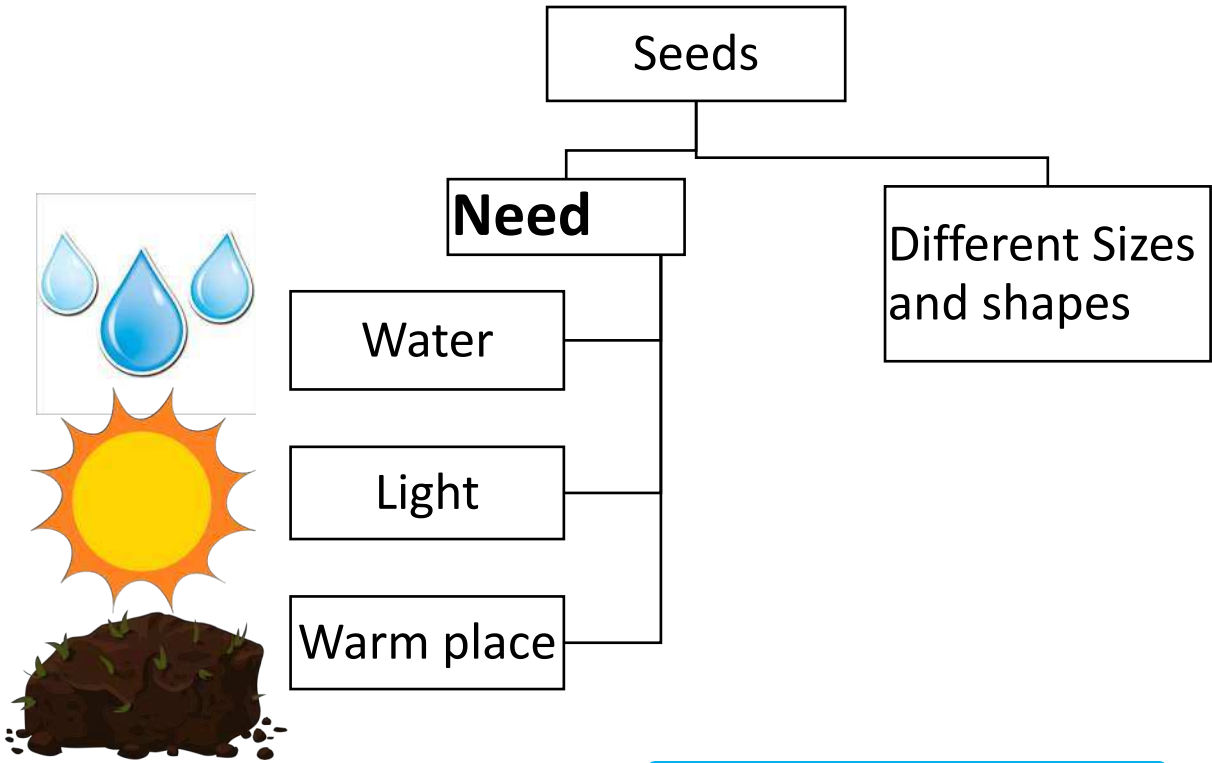 Seeds
Need
Different Sizes
and shapes
Water
Light
Warm place